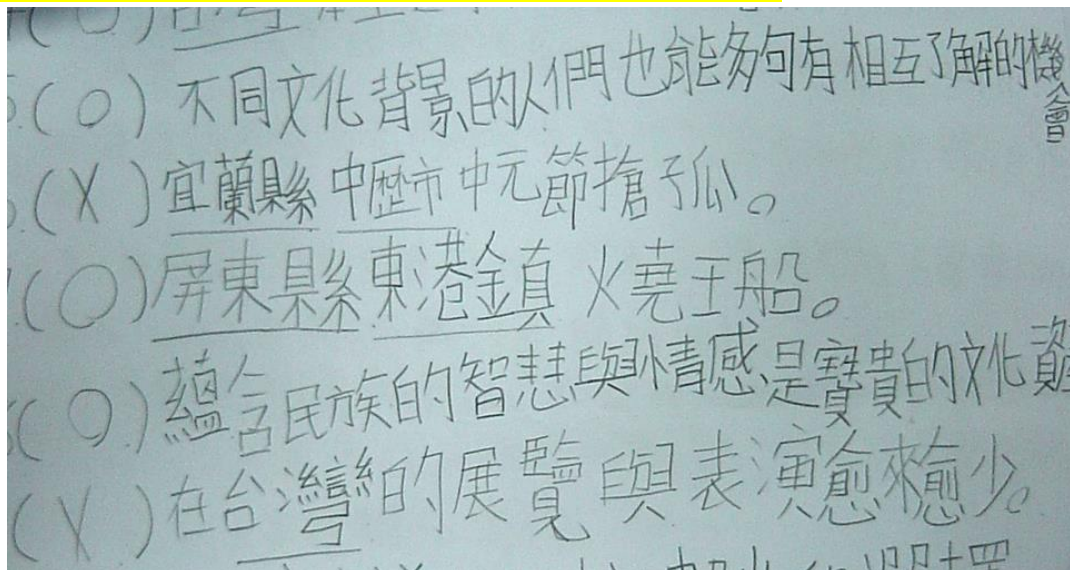 (O)台灣
(O)不同文化背景的人們也能夠有相互了解的機會
(X)宜蘭縣中壢市中元節搶孤。
(O)屏東縣東港鎮火燒王船。
(O)蘊含民族的智慧與情感,是寶貴的文化資
(X)在台灣的展覽與表演愈來愈少。